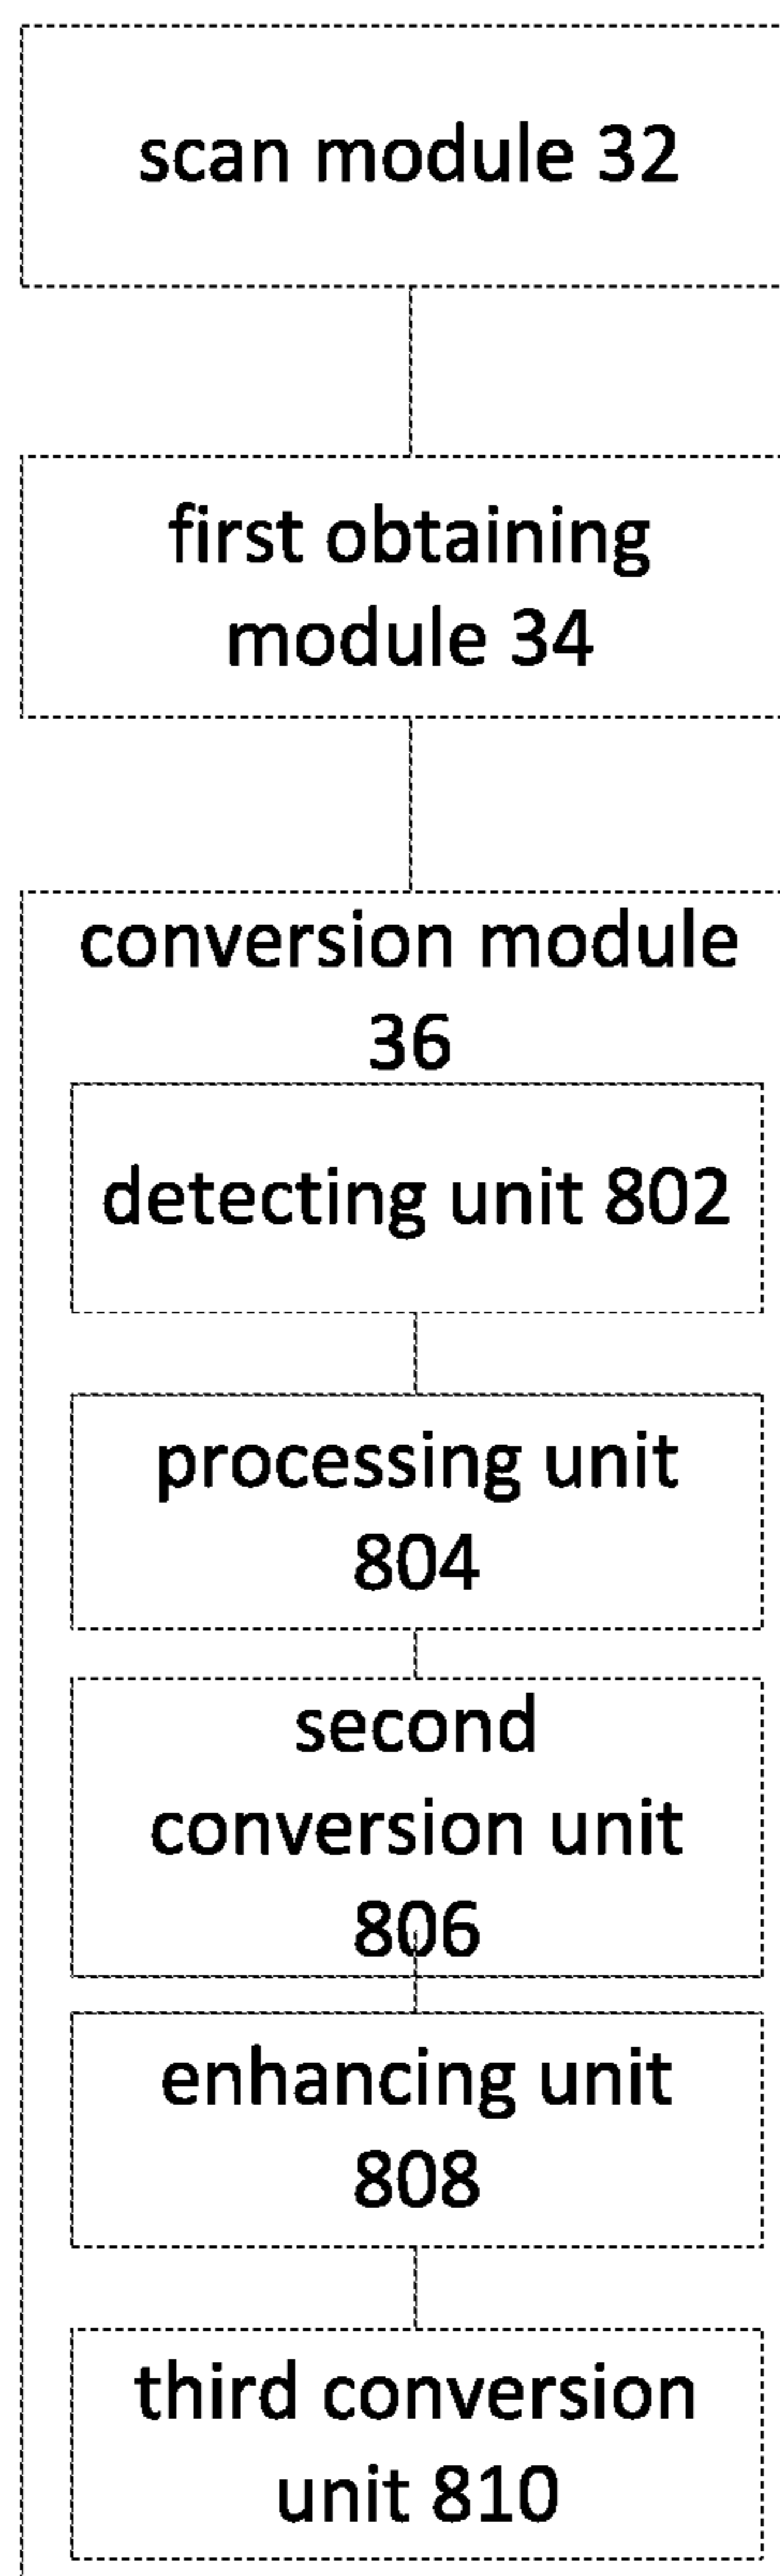 scan module 32
first obtaining
module 34
conversion module
36
detecting unit 802
processing unit
804
second
conversion unit
806
enhancing unit
808
third conversion
unit 810